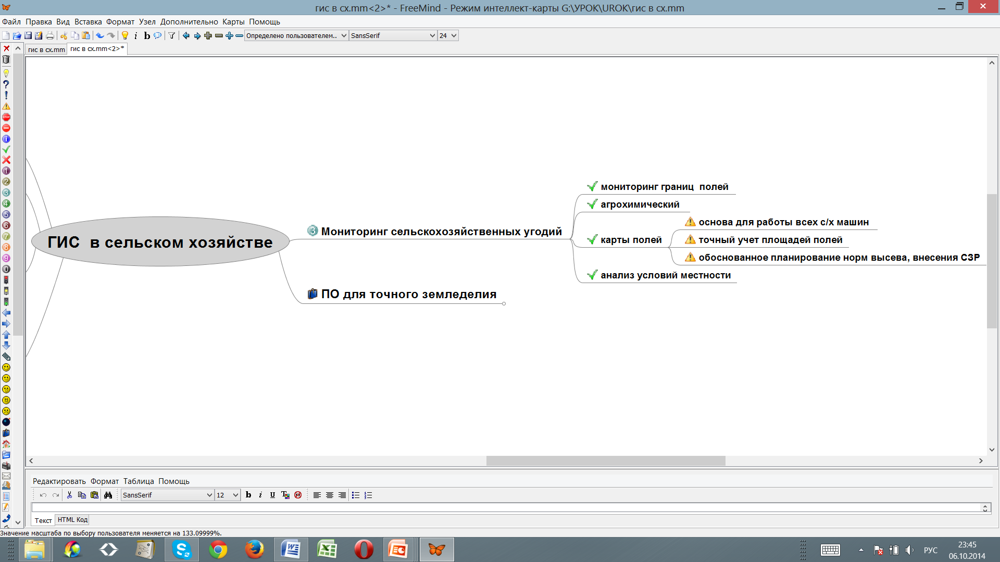 гис в сх.mm<2>* - FreeMind - Режим интеллект-карты G:\УРОК\UROK\гис в сх.mm
Файл Правка Вид Вставка Формат Узел Дополнительно Карты Помощь
Определено пользователем.. SansSerif 24
гис в сх.mm гис в сх.mm<2>*
мониторинг границ полей
агрохимический
основа для работы всех с/х машин
Мониторинг сельскохозяйственных угодий
ГИС в сельском хозяйстве
карты полей
точный учет площадей полей
обоснованное планирование норм высева, внесения СЗР
анализ условий местности
ПО для точного земледелия
Редактировать Формат Таблица Помощь
SansSerif 12
Текст HTML Код
Значение масштаба по выбору пользователя меняется на 133.09999%.
РУС
23:45
06.10.2014